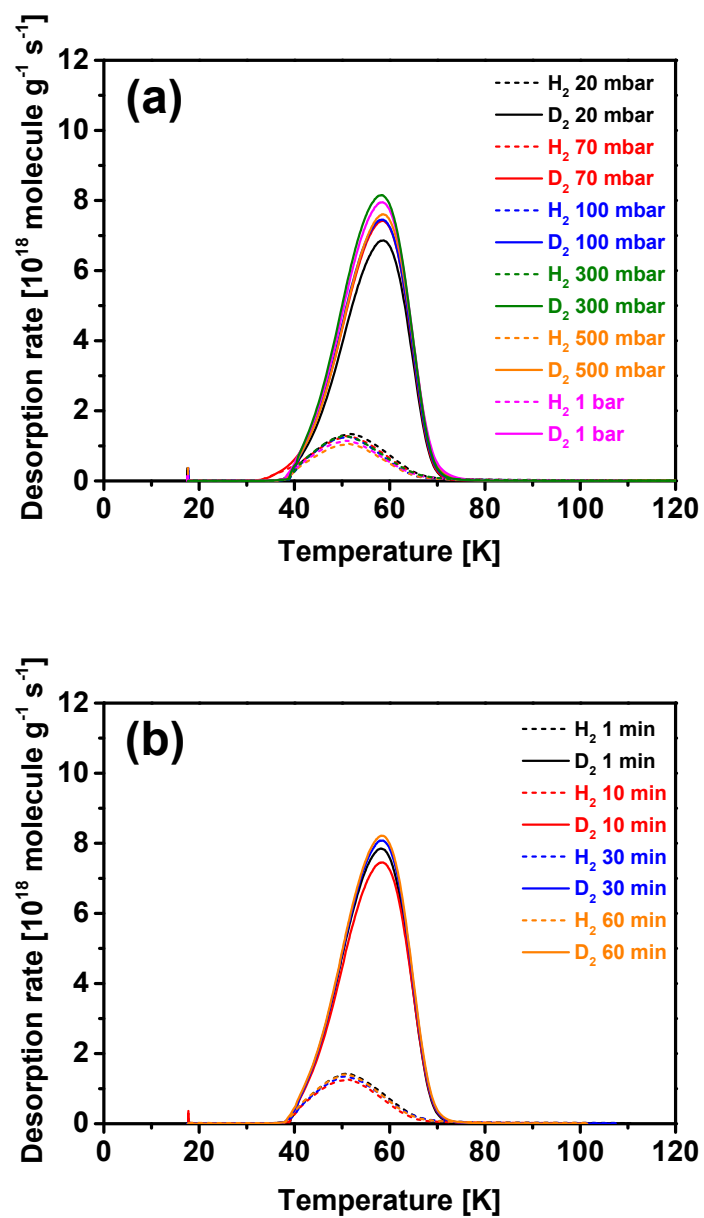 (a)
H₂ 20 mbar
D₂ 20 mbar
H₂ 70 mbar
D₂ 70 mbar
H₂ 100 mbar
D₂ 100 mbar
H₂ 300 mbar
D₂ 300 mbar
H₂ 500 mbar
D₂ 500 mbar
H₂ 1 bar
D₂ 1 bar
Desorption rate [10¹⁸ molecule g⁻¹ s⁻¹]
12
10
8
6
4
2
0
0 20 40 60 80 100 120
Temperature [K]
(b)
H₂ 1 min
D₂ 1 min
H₂ 10 min
D₂ 10 min
H₂ 30 min
D₂ 30 min
H₂ 60 min
D₂ 60 min
Desorption rate [10¹⁸ molecule g⁻¹ s⁻¹]
12
10
8
6
4
2
0
0 20 40 60 80 100 120
Temperature [K]